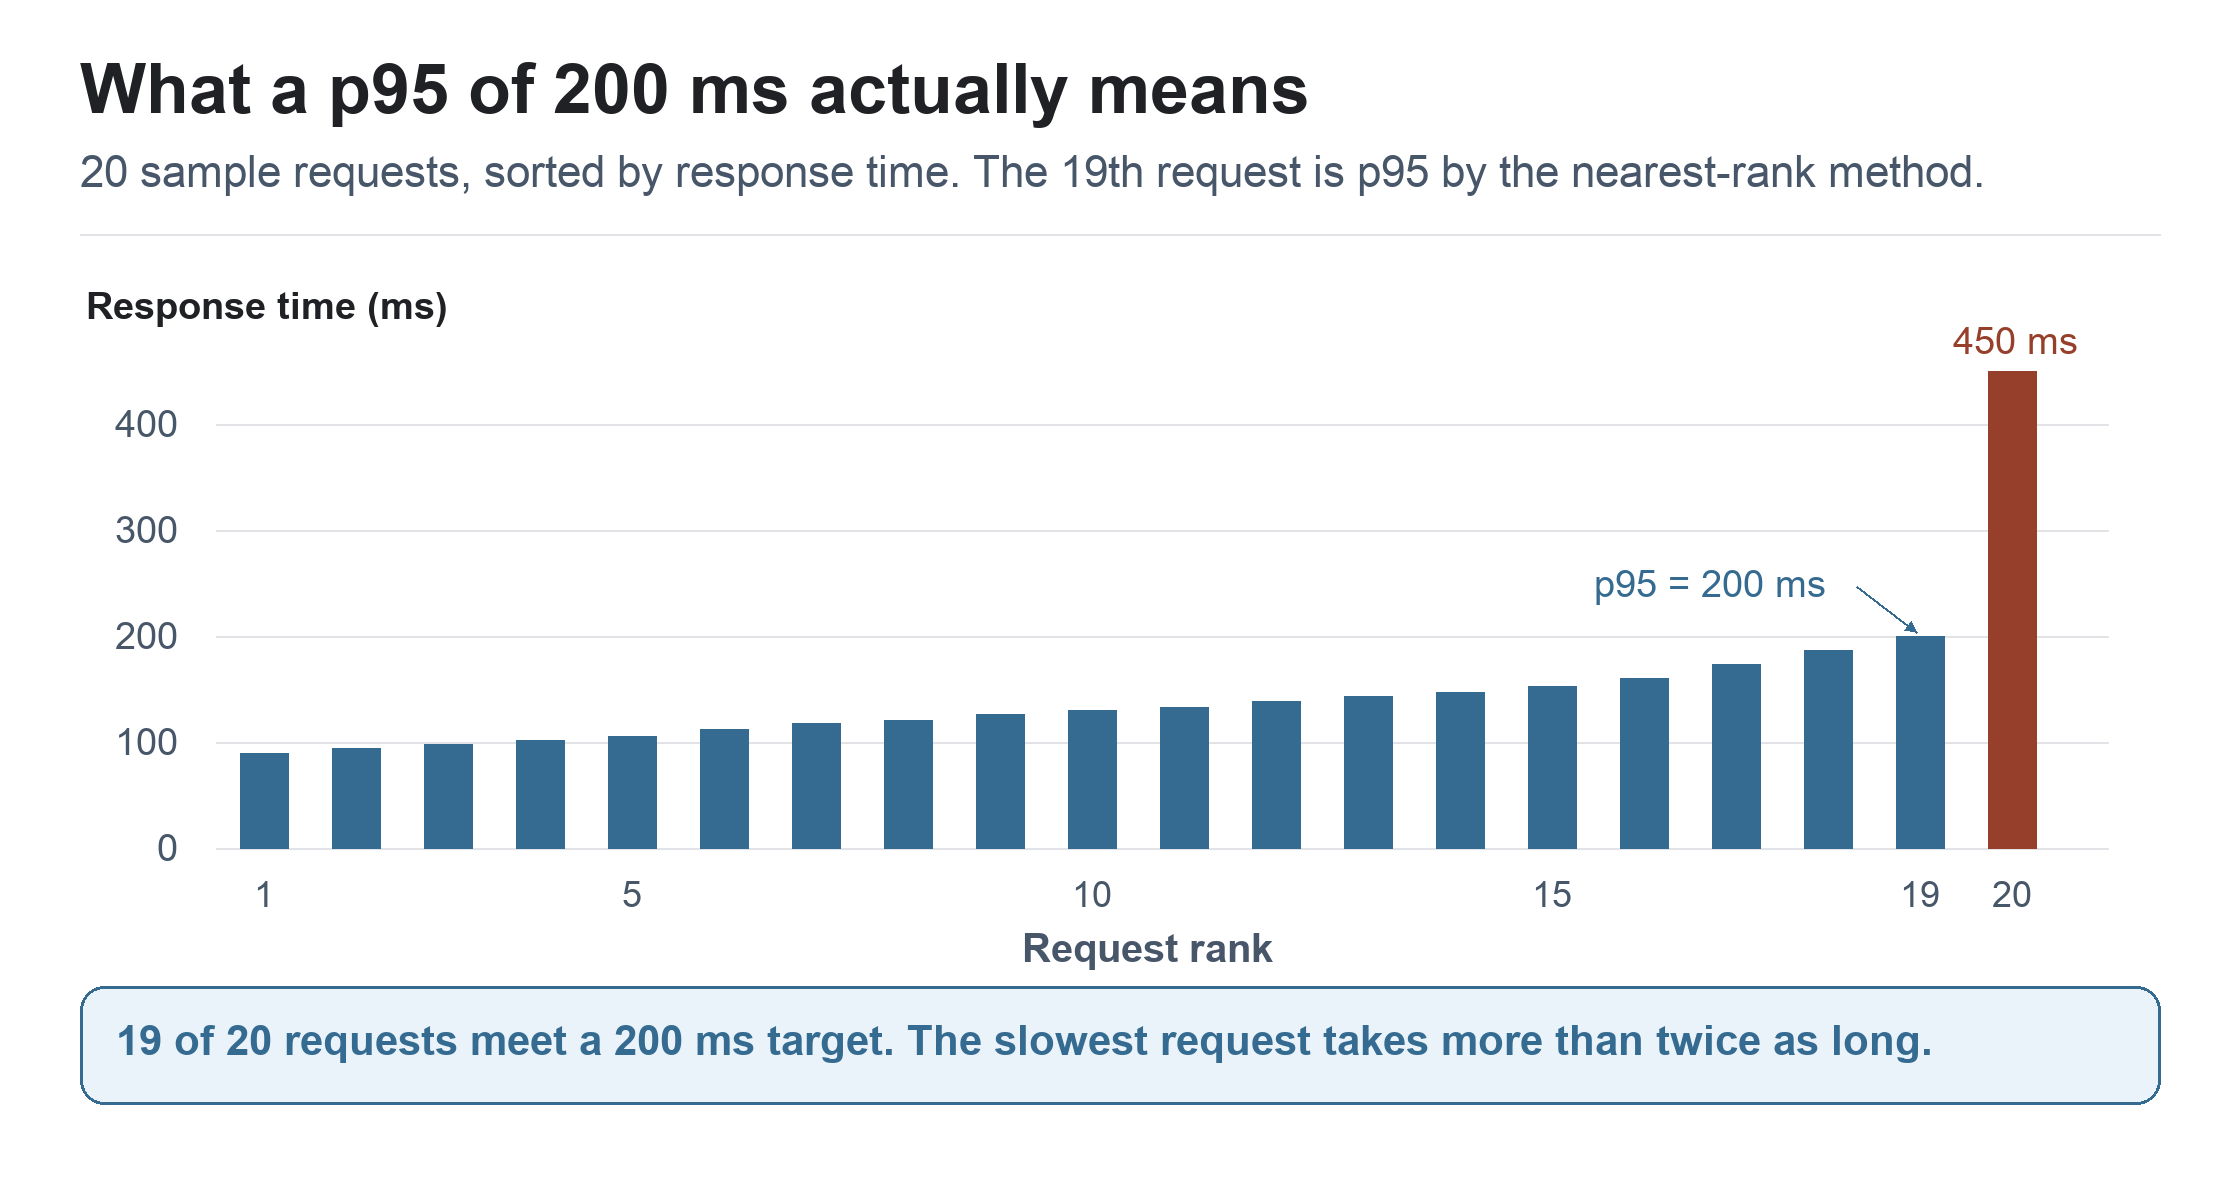 What a p95 of 200 ms actually means
20 sample requests, sorted by response time. The 19th request is p95 by the nearest-rank method.
Response time (ms)
450 ms
400
300
p95 = 200 ms
200
100
0
1 5 10 15 19 20
Request rank
19 of 20 requests meet a 200 ms target. The slowest request takes more than twice as long.